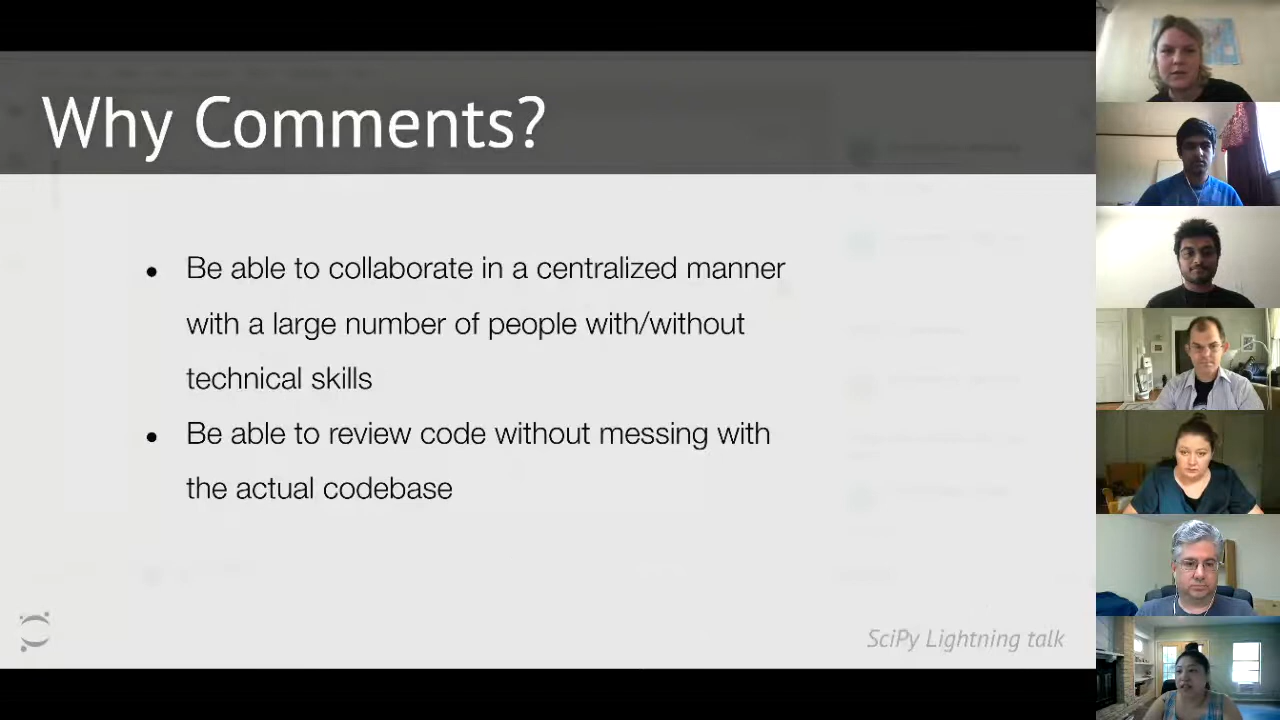 Why Comments?
• Be able to collaborate in a centralized manner
with a large number of people with/without
technical skills
• Be able to review code without messing with
the actual codebase
SciPy Lightning talk